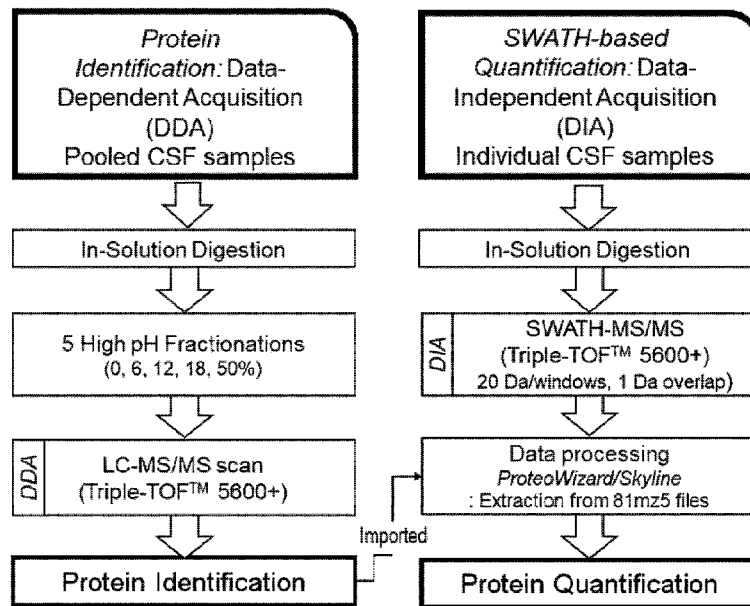 Protein
Identification: Data-
Dependent Acquisition
(DDA)
Pooled CSF samples
In-Solution Digestion
5 High pH Fractionations
(0, 6, 12, 18, 50%)
DDA
LC-MS/MS scan
(Triple-TOF™ 5600+)
Protein Identification
Imported
SWATH-based
Quantification: Data-
Independent Acquisition
(DIA)
Individual CSF samples
In-Solution Digestion
DIA
SWATH-MS/MS
(Triple-TOF™ 5600+)
20 Da/windows, 1 Da overlap)
Data processing
ProteoWizard/Skyline
: Extraction from 81mz5 files
Protein Quantification